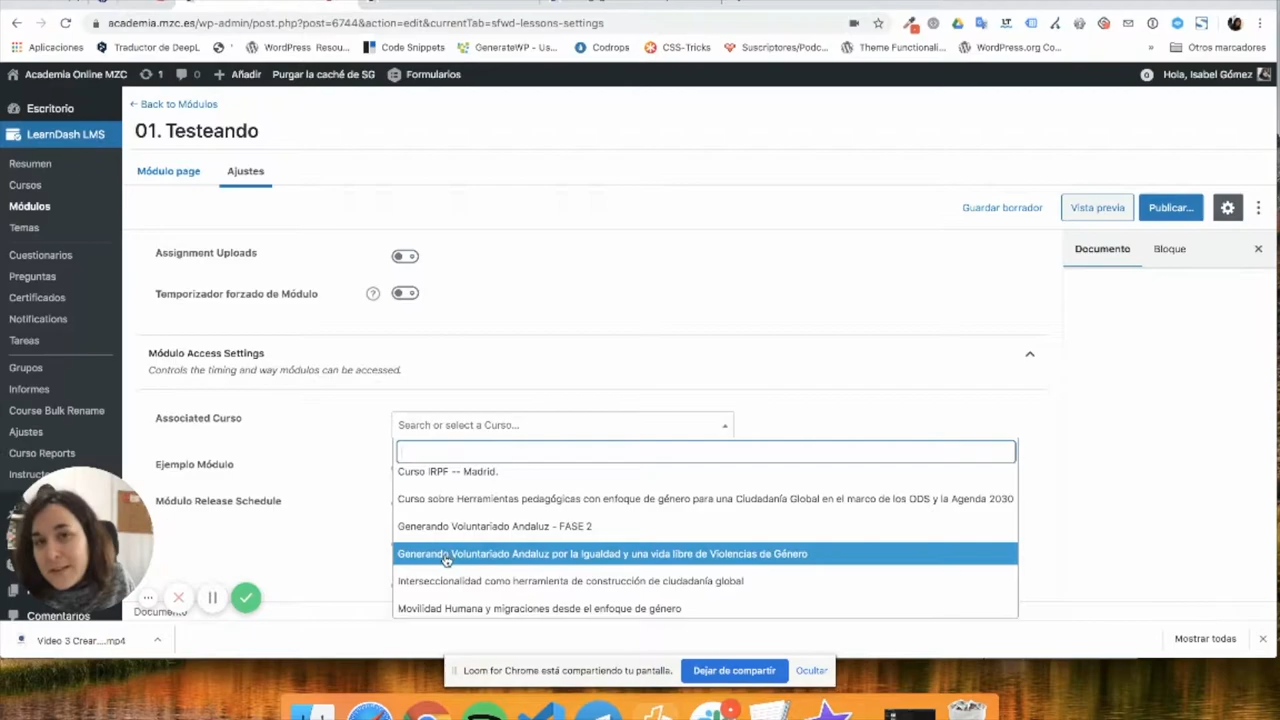 academia.mzc.es/wp-admin/post.php?post=6744&action=edit&currentTab=sfwd-lessons-settings
Aplicaciones
Traductor de DeepL
WordPress Resou...
Code Snippets
GenerateWP - Us...
Codrops
CSS-Tricks
Suscriptores/Podc...
Theme Functionali...
WordPress.org Co...
»
Otros marcadores
Academia Online MZC
1
0
Añadir
Purgar la caché de SG
Formularios
0
Hola, Isabel Gómez
Escritorio
LearnDash LMS
Resumen
Cursos
Módulos
Temas
Cuestionarios
Preguntas
Certificados
Notifications
Tareas
Grupos
Informes
Course Bulk Rename
Ajustes
Curso Reports
Comentarios
← Back to Módulos
01. Testeando
Módulo page
Ajustes
Guardar borrador
Vista previa
Publicar...
Documento
Bloque
Assignment Uploads
Temporizador forzado de Módulo
?
Módulo Access Settings
Controls the timing and way módulos can be accessed.
Associated Curso
Search or select a Curso...
Ejemplo Módulo
Módulo Release Schedule
Curso IRPF -- Madrid.
Curso sobre Herramientas pedagógicas con enfoque de género para una Ciudadanía Global en el marco de los ODS y la Agenda 2030
Generando Voluntariado Andaluz - FASE 2
Generando Voluntariado Andaluz por la Igualdad y una vida libre de Violencias de Género
Interseccionalidad como herramienta de construcción de ciudadanía global
Movilidad Humana y migraciones desde el enfoque de género
Documento
Video 3 Crear....mp4
Mostrar todas
Loom for Chrome está compartiendo tu pantalla.
Dejar de compartir
Ocultar